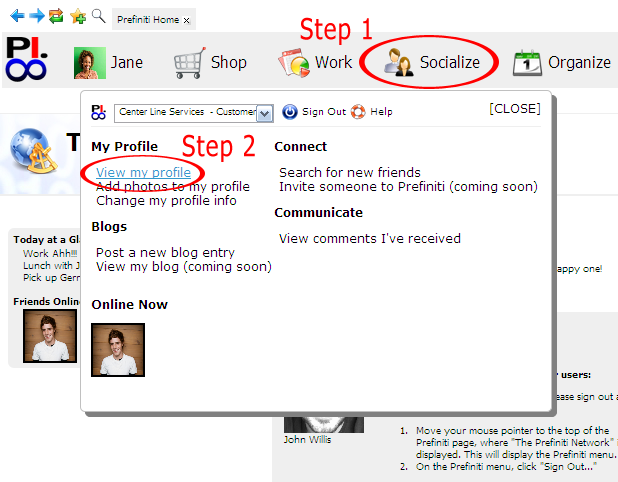 Step 1
Prefiniti Home x
PI.
Jane
Shop
Work
Socialize
Organize
Center Line Services - Customer
Sign Out
Help
[CLOSE]
My Profile
Step 2
View my profile
Add photos to my profile
Change my profile info
Blogs
Post a new blog entry
View my blog (coming soon)
Online Now
Connect
Search for new friends
Invite someone to Prefiniti (coming soon)
Communicate
View comments I've received
T
Today at a Gla
Work Ahh!!!
Lunch with J
Pick up Gerr
Friends Online
appy one!
users:
ease sign out a
John Willis
1. Move your mouse pointer to the top of the
Prefiniti page, where "The Prefiniti Network" i
displayed. This will display the Prefiniti menu.
2. On the Prefiniti menu, click "Sign Out..."